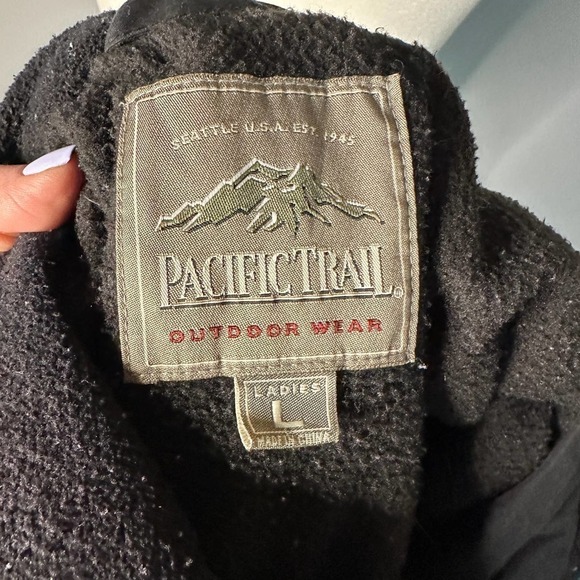 SEATTLE U.S.A. EST. 1945
PACIFIC TRAIL®
OUTDOOR WEAR
LADIES'
L
MADE IN CHINA